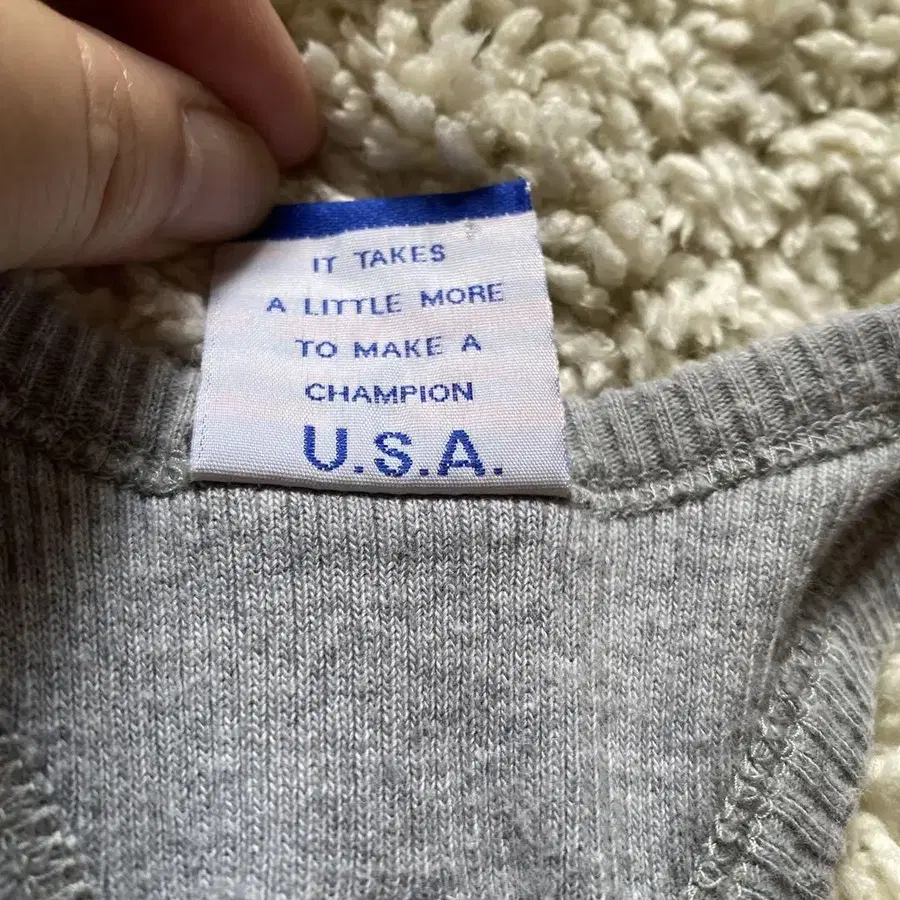 IT TAKES
A LITTLE MORE
TO MAKE A
CHAMPION
U.S.A.